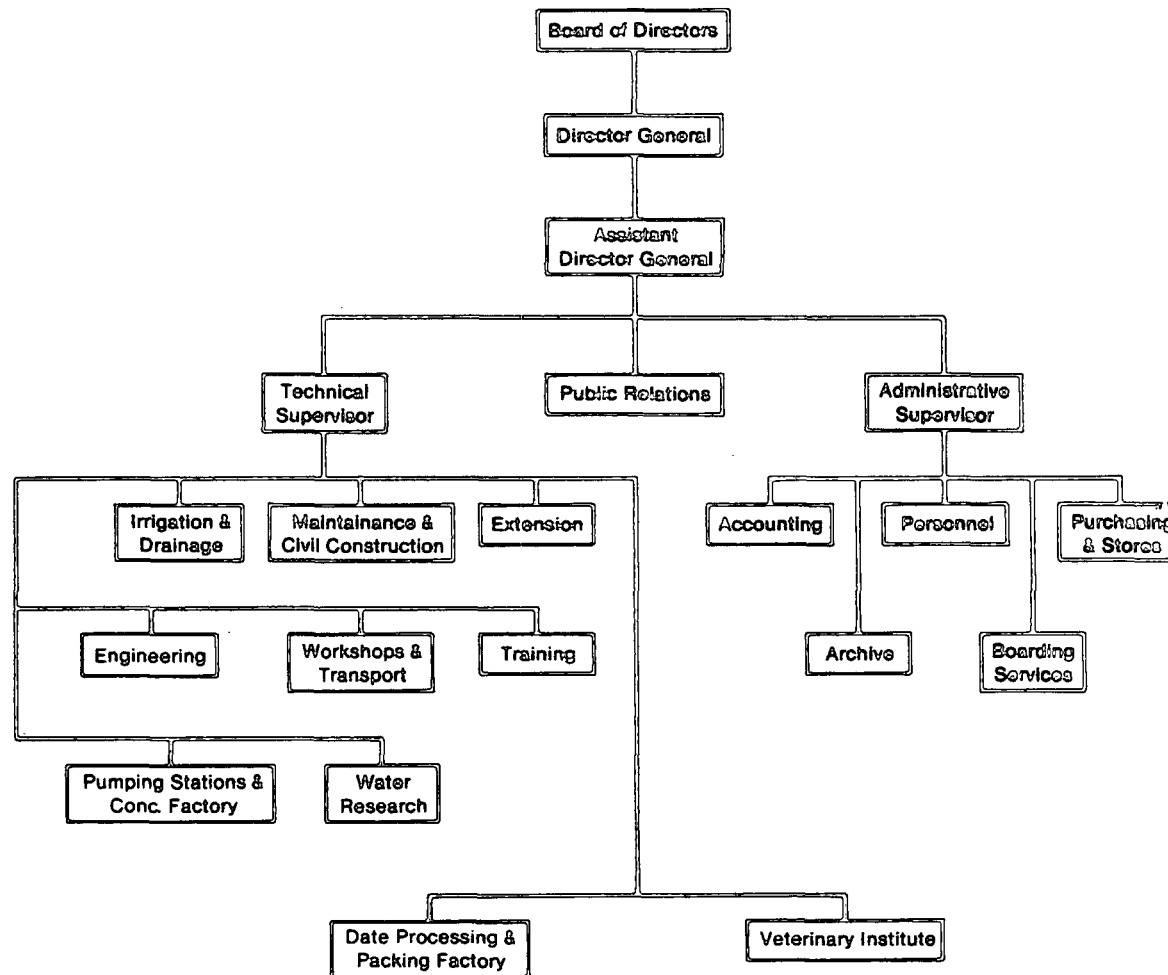 Board of Directors
Director General
Assistant
Director General
Technical
Supervisor
Public Relations
Administrative
Supervisor
Irrigation &
Drainage
Maintainance &
Civil Construction
Extension
Accounting
Personnel
Purchasing
& Stores
Engineering
Workshops &
Transport
Training
Archive
Boarding
Services
Pumping Stations &
Conc. Factory
Water
Research
Date Processing &
Packing Factory
Veterinary Institute